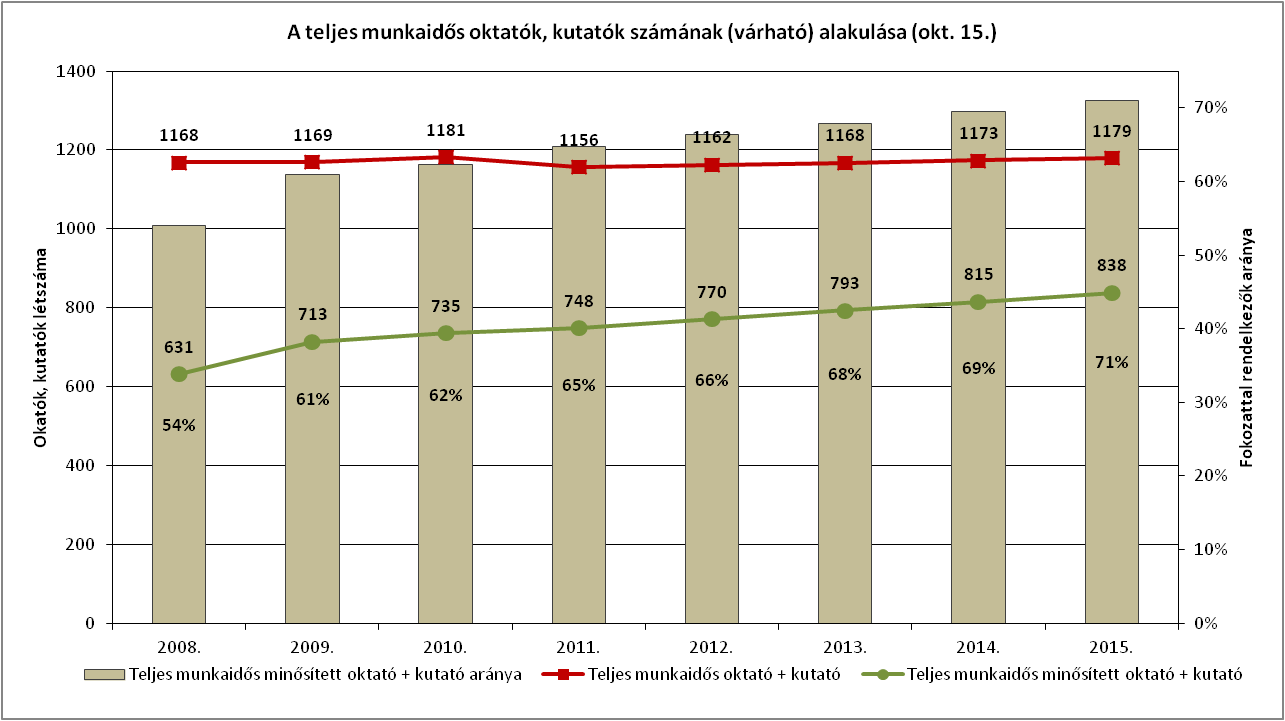 A teljes munkaidős oktatók, kutatók számának (várható) alakulása (okt. 15.)
Okatók, kutatók létszáma
1400
1200
1000
800
600
400
200
0
1168 1169 1181 1156 1162 1168 1173 1179
631 713 735 748 770 793 815 838
54% 61% 62% 65% 66% 68% 69% 71%
70%
60%
50%
40%
30%
20%
10%
0%
Fokozattal rendelkezők aránya
2008. 2009. 2010. 2011. 2012. 2013. 2014. 2015.
Teljes munkaidős minősített oktató + kutató aránya Teljes munkaidős oktató + kutató Teljes munkaidős minősített oktató + kutató